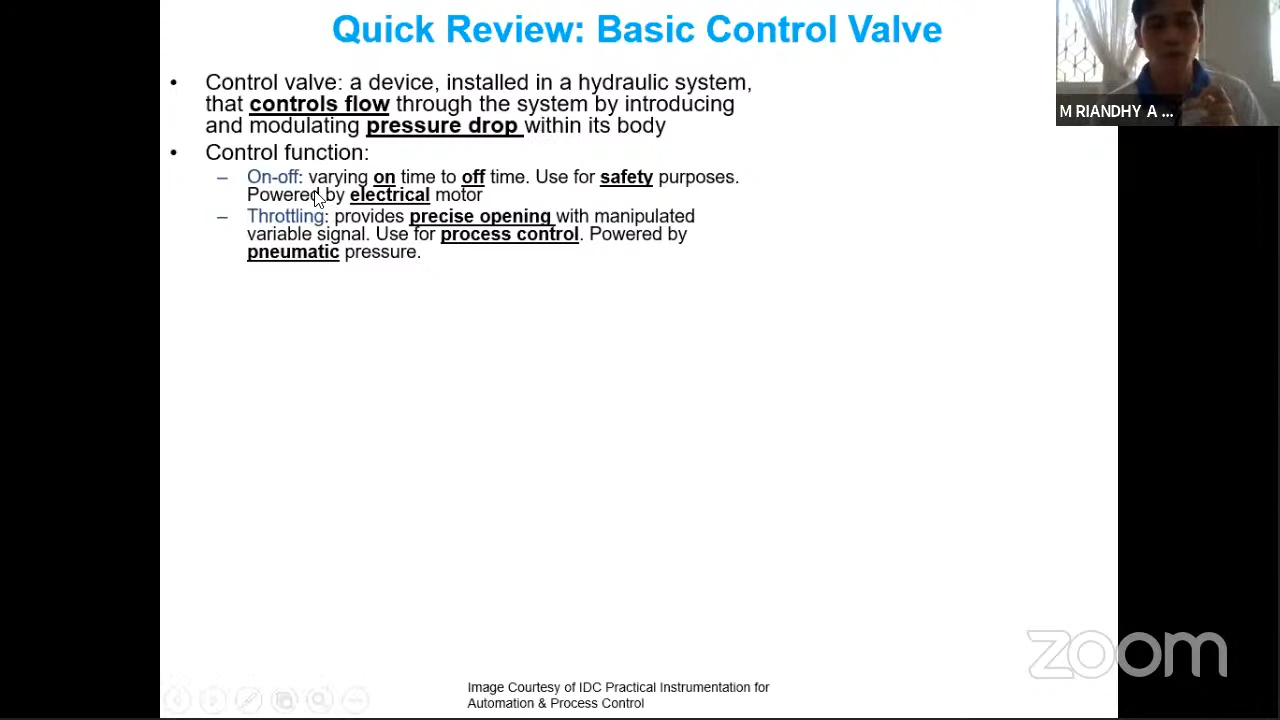 Quick Review: Basic Control Valve
M RIANDHY A ...
• Control valve: a device, installed in a hydraulic system,
that controls flow through the system by introducing
and modulating pressure drop within its body
• Control function:
– On-off: varying on time to off time. Use for safety purposes.
Powered by electrical motor
– Throttling: provides precise opening with manipulated
variable signal. Use for process control. Powered by
pneumatic pressure.
zoom
Image Courtesy of IDC Practical Instrumentation for
Automation & Process Control